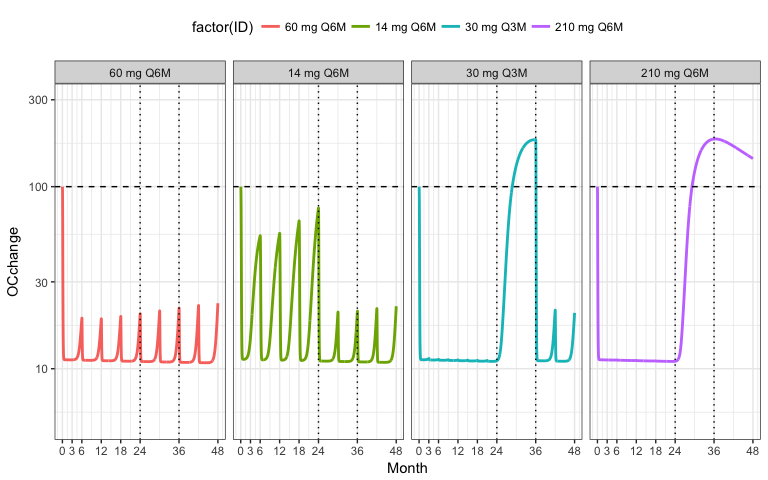 factor(ID) 60 mg Q6M 14 mg Q6M 30 mg Q3M 210 mg Q6M
60 mg Q6M 14 mg Q6M 30 mg Q3M 210 mg Q6M
300
100
30
10
OCchange
0 3 6 12 18 24 36 48 0 3 6 12 18 24 36 48 0 3 6 12 18 24 36 48 0 3 6 12 18 24 36 48
Month